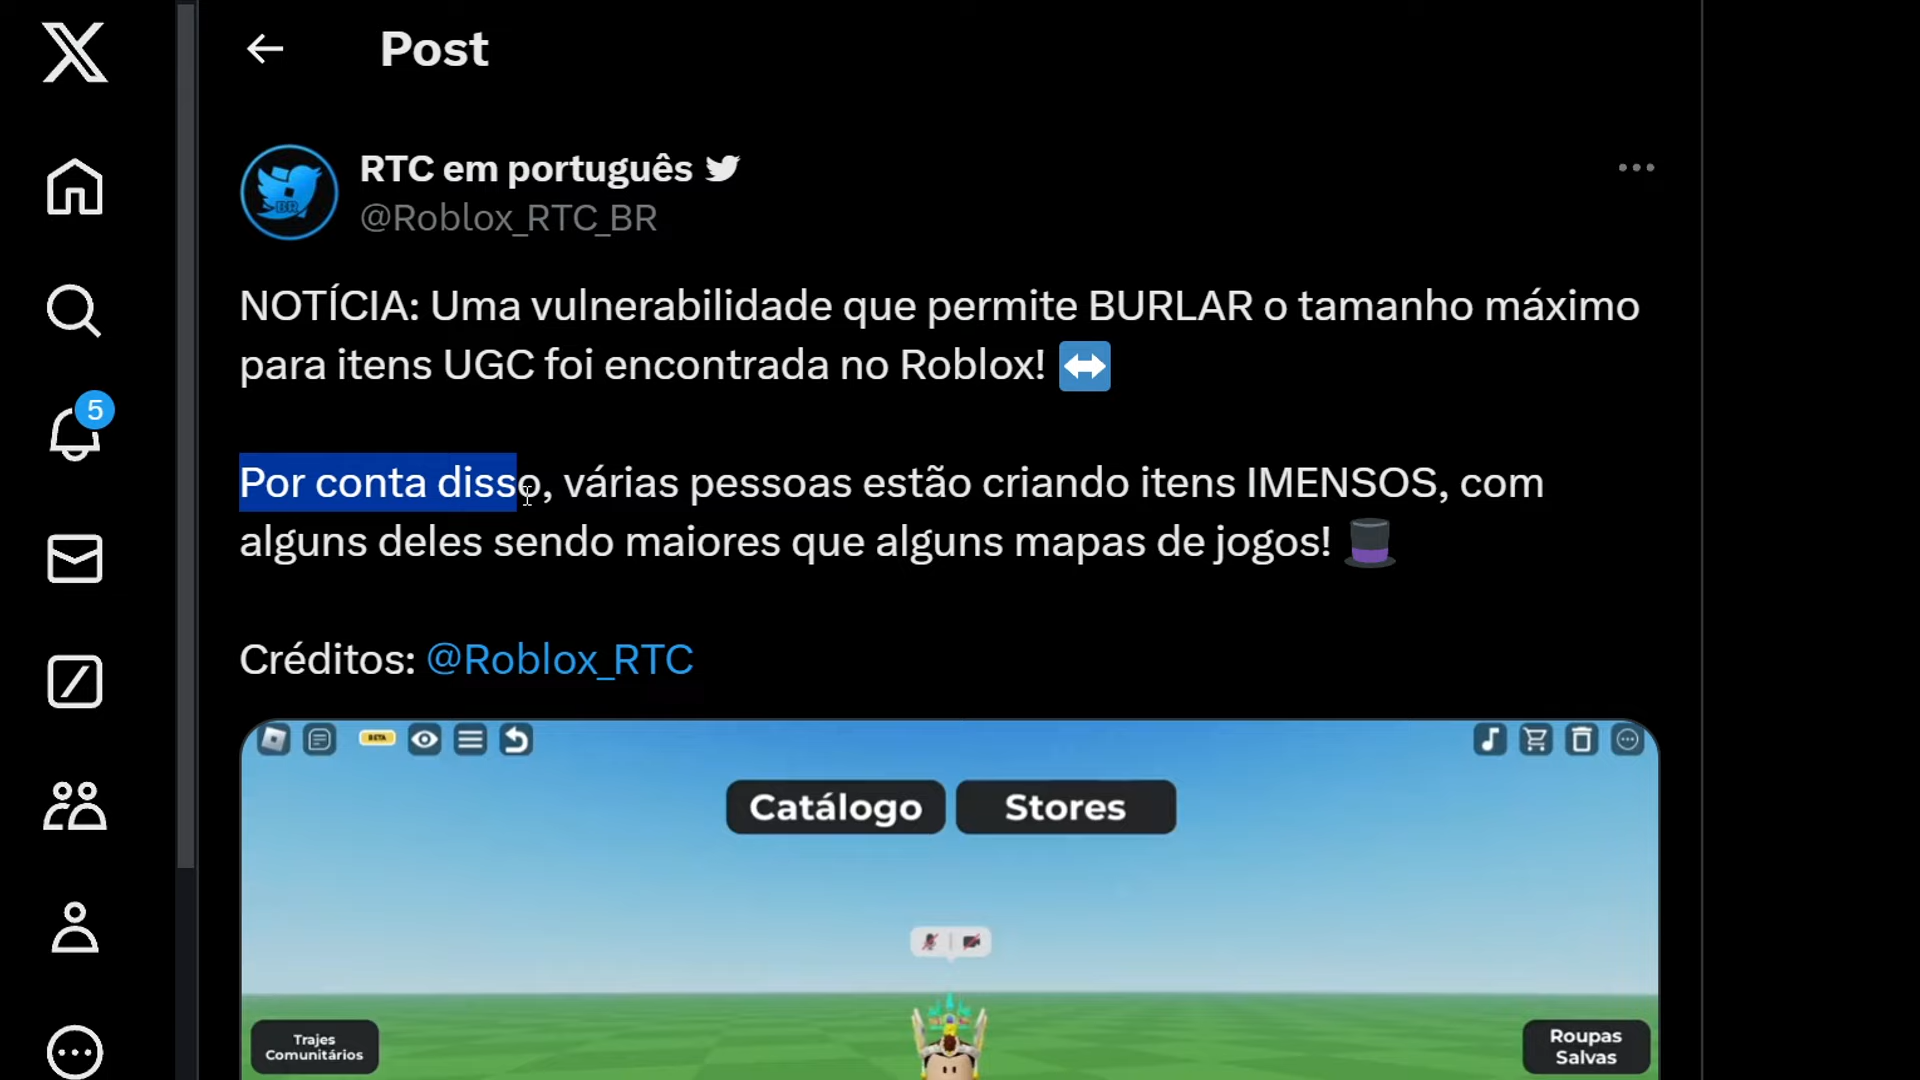 Post
RTC em português
@Roblox_RTC_BR
NOTÍCIA: Uma vulnerabilidade que permite BURLAR o tamanho máximo
para itens UGC foi encontrada no Roblox! ↔️
5
Por conta disso, várias pessoas estão criando itens IMENSOS, com
alguns deles sendo maiores que alguns mapas de jogos! 🎩
Créditos: @Roblox_RTC
BETA
Catálogo Stores
Trajes
Comunitários
Roupas
Salvas
BR